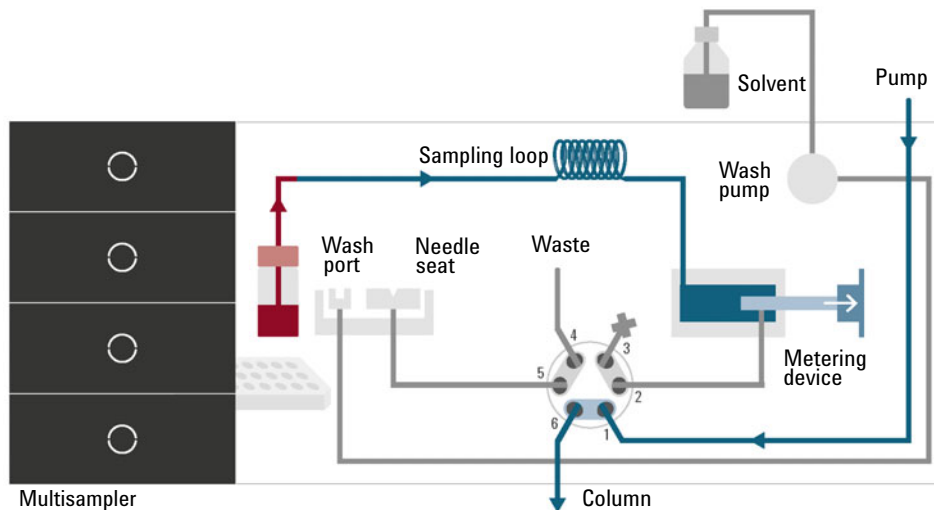 Solvent
Pump
Sampling loop
Wash
pump
Wash
port
Needle
seat
Waste
4
3
5
2
6
1
Metering
device
Multisampler
Column